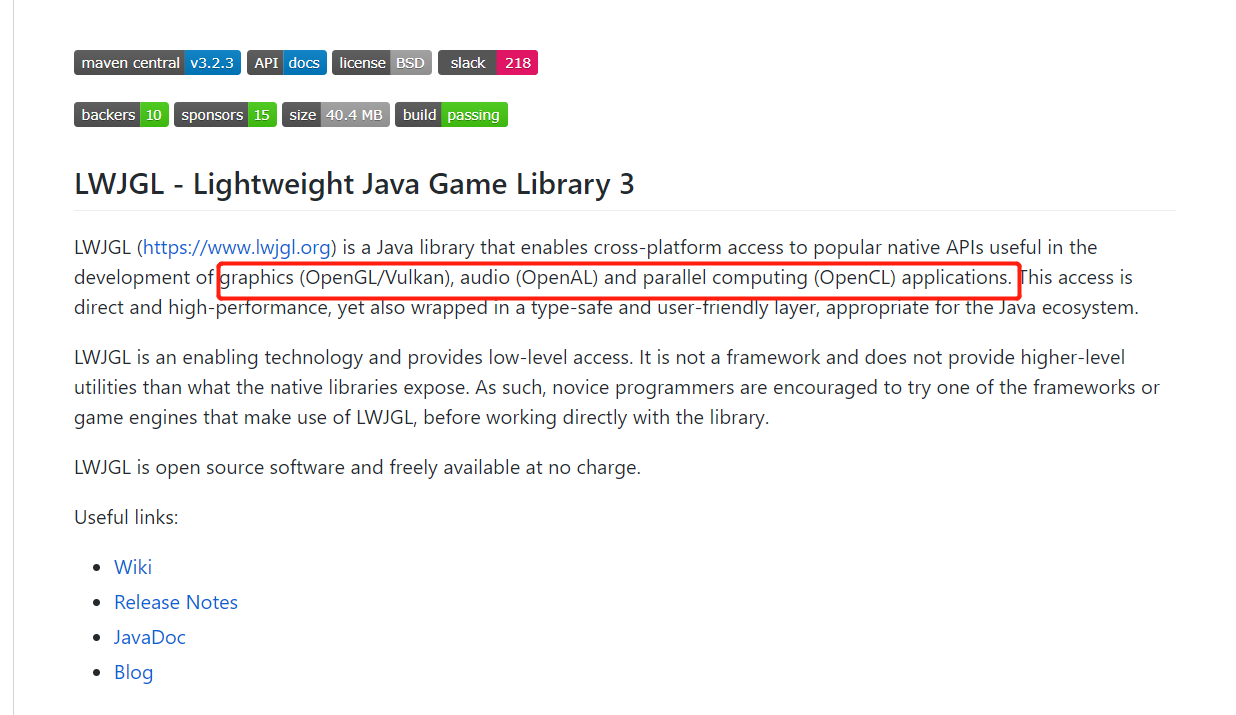 maven central v3.2.3 API docs license BSD slack 218
backers 10 sponsors 15 size 40.4 MB build passing
LWJGL - Lightweight Java Game Library 3
LWJGL (https://www.lwjgl.org) is a Java library that enables cross-platform access to popular native APIs useful in the
development of graphics (OpenGL/Vulkan), audio (OpenAL) and parallel computing (OpenCL) applications. This access is
direct and high-performance, yet also wrapped in a type-safe and user-friendly layer, appropriate for the Java ecosystem.
LWJGL is an enabling technology and provides low-level access. It is not a framework and does not provide higher-level
utilities than what the native libraries expose. As such, novice programmers are encouraged to try one of the frameworks or
game engines that make use of LWJGL, before working directly with the library.
LWJGL is open source software and freely available at no charge.
Useful links:
• Wiki
• Release Notes
• JavaDoc
• Blog